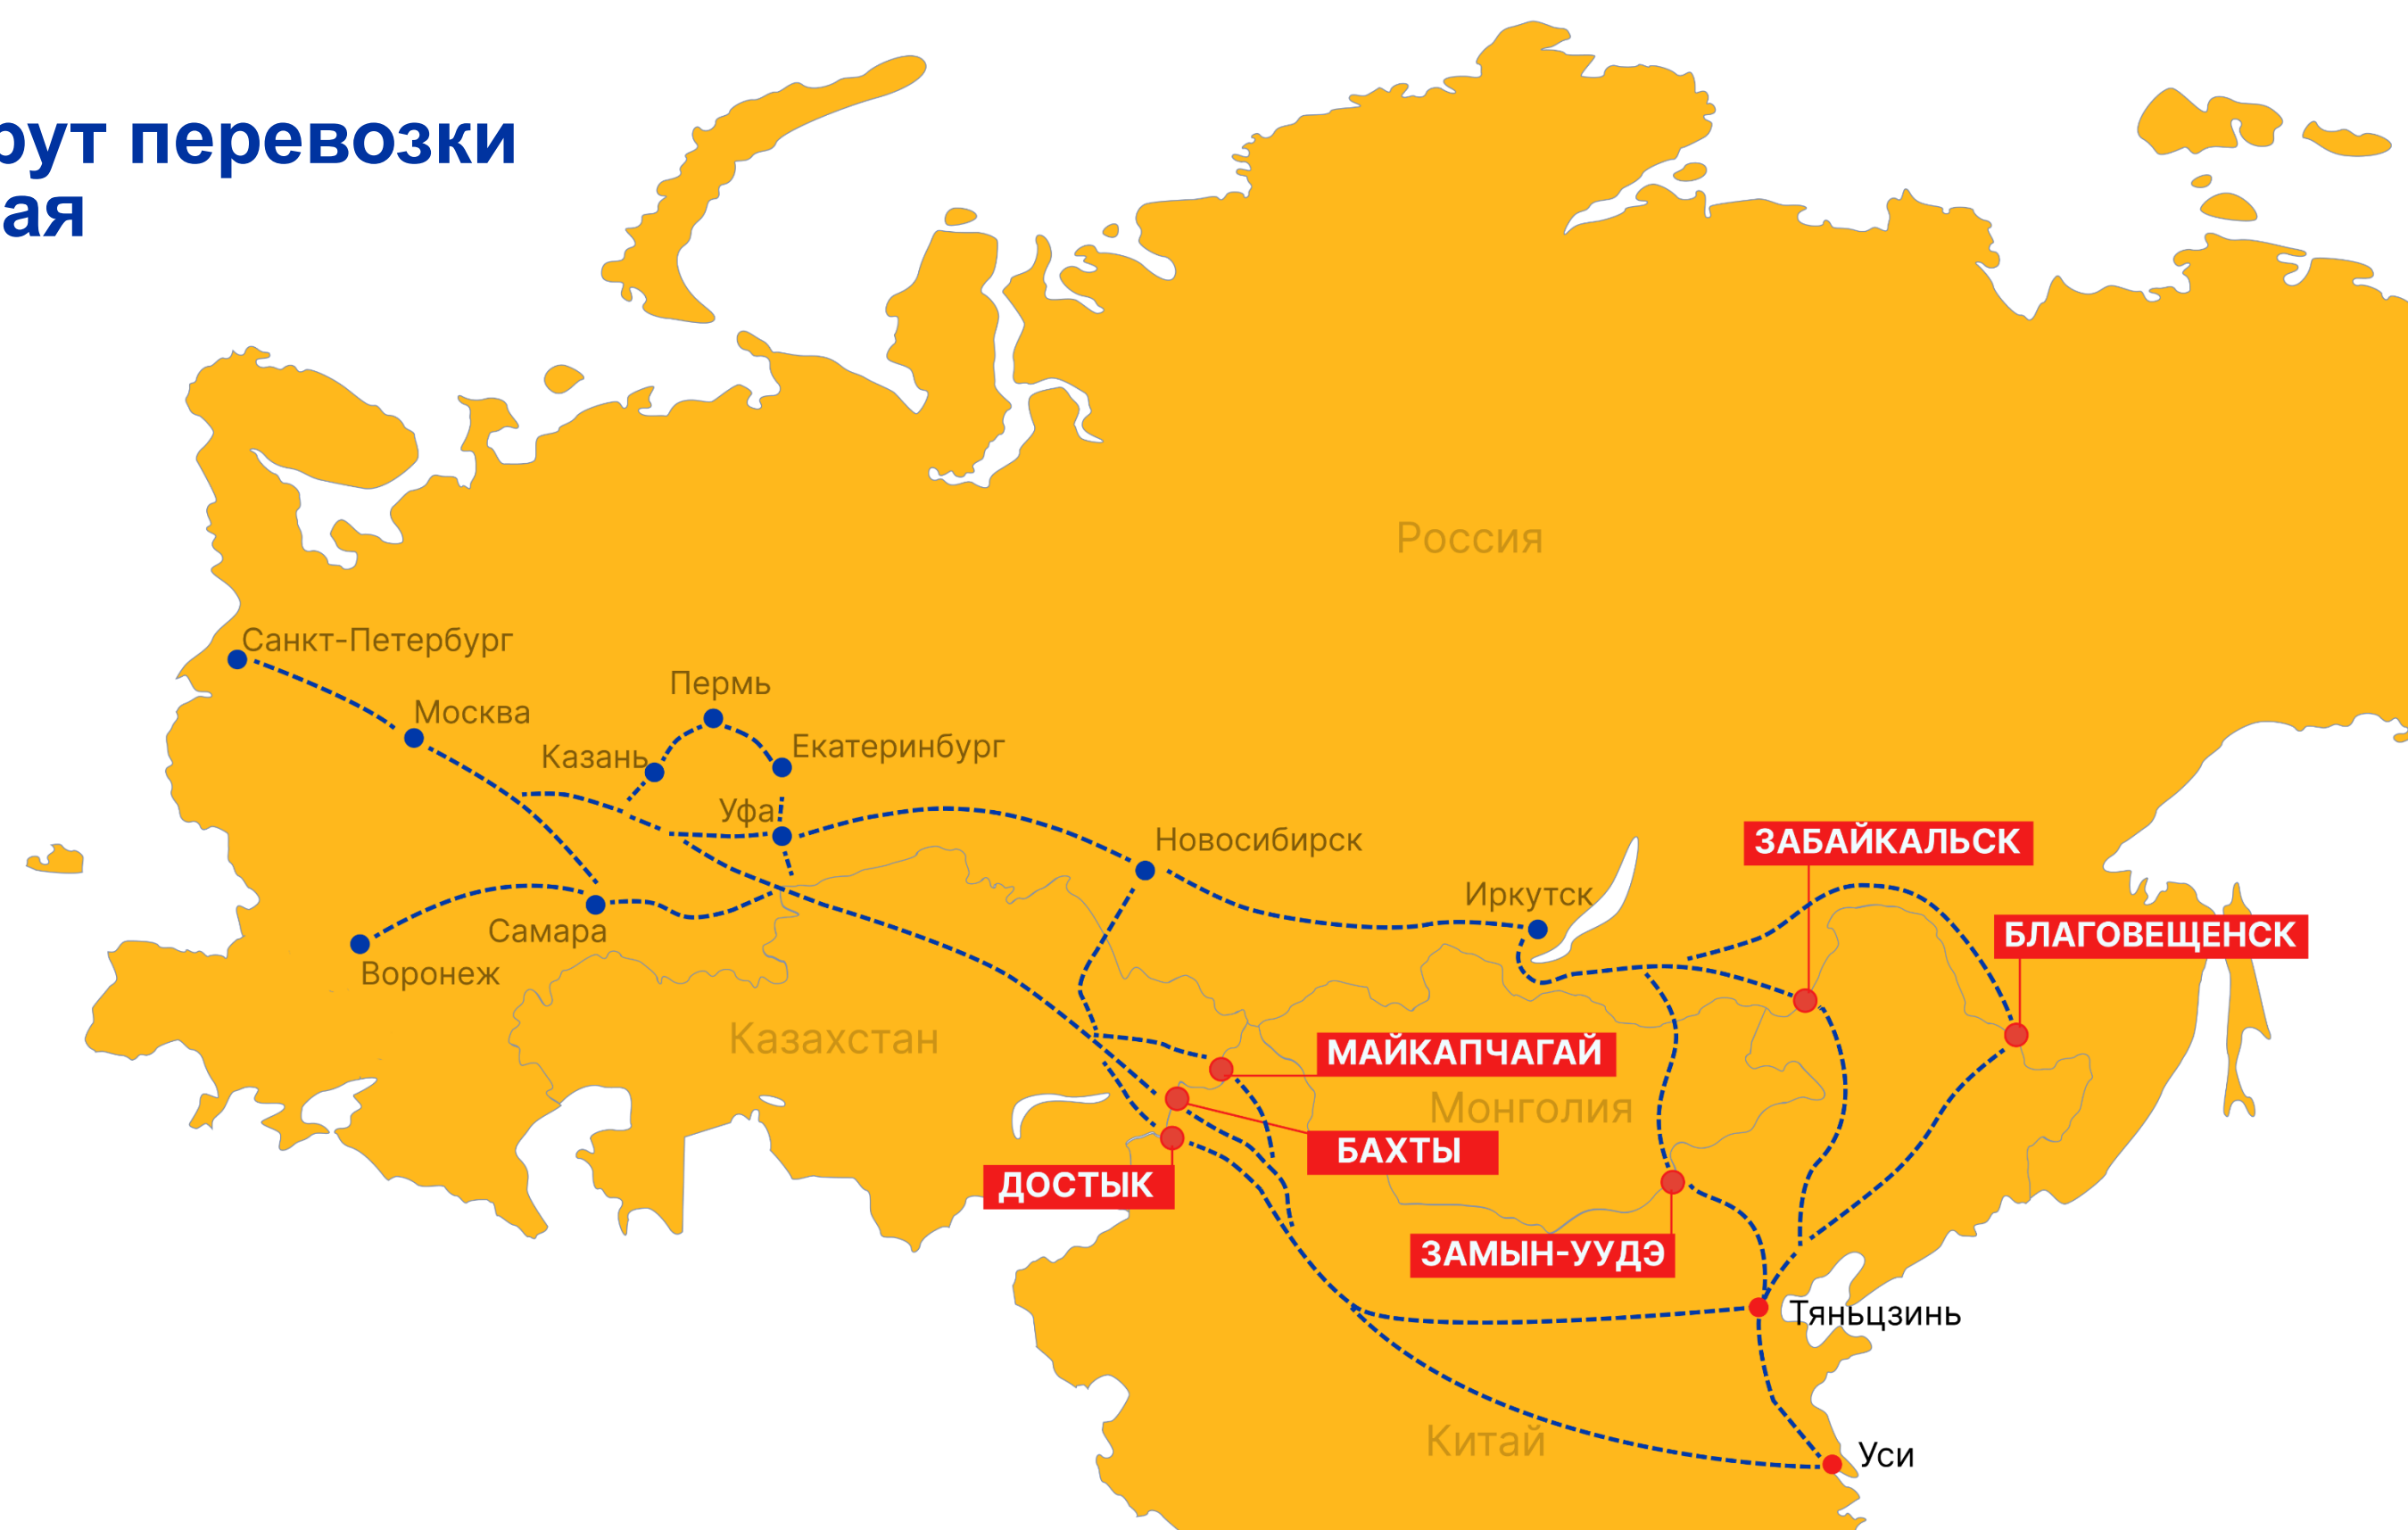 рут перевозки
ая
Россия
Санкт-Петербург
Пермь
Москва
Екатеринбург
Казань
Уфа
Новосибирск
ЗАБАЙКАЛЬСК
Иркутск
БЛАГОВЕЩЕНСК
Самара
Воронеж
Казахстан
МАЙКАПЧАГАЙ
Монголия
БАХТЫ
ДОСТЫК
ЗАМЫН-УУДЭ
Тяньцзинь
Китай
Уси